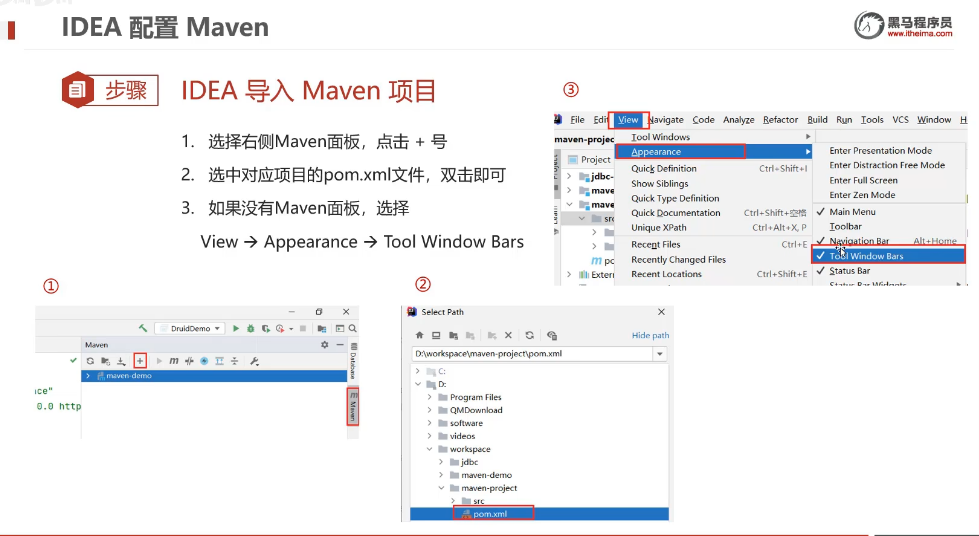 IDEA 配置 Maven
黑马程序员
www.itheima.com
步骤
IDEA 导入 Maven 项目
1. 选择右侧Maven面板，点击 + 号
2. 选中对应项目的pom.xml文件，双击即可
3. 如果没有Maven面板，选择
View → Appearance → Tool Window Bars
①
DruidDemo
Maven
maven-demo
Database
Maven
0.0 http
②
Select Path
Hide path
D:\workspace\maven-project\pom.xml
C:
D:
Program Files
QMDownload
software
videos
workspace
jdbc
maven-demo
maven-project
src
pom.xml
③
File Edit View Navigate Code Analyze Refactor Build Run Tools VCS Window H
maven-projec
Project
jdbc-
mave
mave
src
po
Extern
Tool Windows
Appearance
Quick Definition Ctrl+Shift+I
Show Siblings
Quick Type Definition
Quick Documentation Ctrl+Shift+空格
Unique XPath Ctrl+Alt+X, P
Recent Files Ctrl+E
Recently Changed Files
Recent Locations Ctrl+Shift+E
Enter Presentation Mode
Enter Distraction Free Mode
Enter Full Screen
Enter Zen Mode
Main Menu
Toolbar
Navigation Bar Alt+Home
Tool Window Bars
Status Bar
Status Bar Widgets